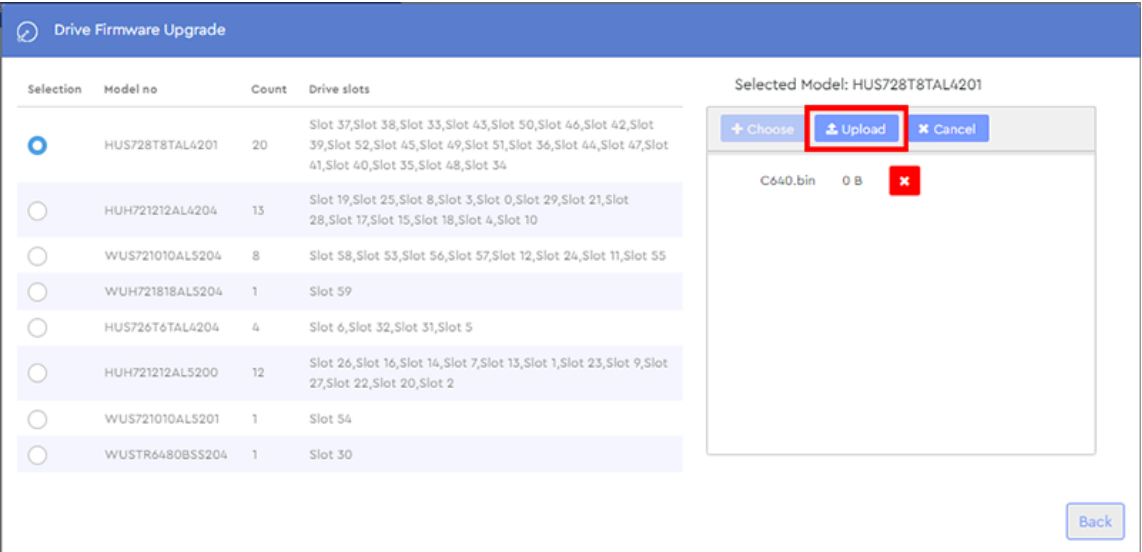 Drive Firmware Upgrade
Selection Model no Count Drive slots
HUS728T8TAL4201 20 Slot 37,Slot 38,Slot 33,Slot 43,Slot 50,Slot 46,Slot 42,Slot
39,Slot 52,Slot 45,Slot 49,Slot 51,Slot 36,Slot 44,Slot 47,Slot
41,Slot 40,Slot 35,Slot 48,Slot 34
HUH721212AL4204 13 Slot 19,Slot 25,Slot 8,Slot 3,Slot 0,Slot 29,Slot 21,Slot
28,Slot 17,Slot 15,Slot 18,Slot 4,Slot 10
WUS721010AL5204 8 Slot 58,Slot 53,Slot 56,Slot 57,Slot 12,Slot 24,Slot 11,Slot 55
WUH721818AL5204 1 Slot 59
HUS726T6TAL4204 4 Slot 6,Slot 32,Slot 31,Slot 5
HUH721212AL5200 12 Slot 26,Slot 16,Slot 14,Slot 7,Slot 13,Slot 1,Slot 23,Slot 9,Slot
27,Slot 22,Slot 20,Slot 2
WUS721010AL5201 1 Slot 54
WUSTR6480BSS204 1 Slot 30
Selected Model: HUS728T8TAL4201
+ Choose Upload × Cancel
C640.bin 0 B ×
Back